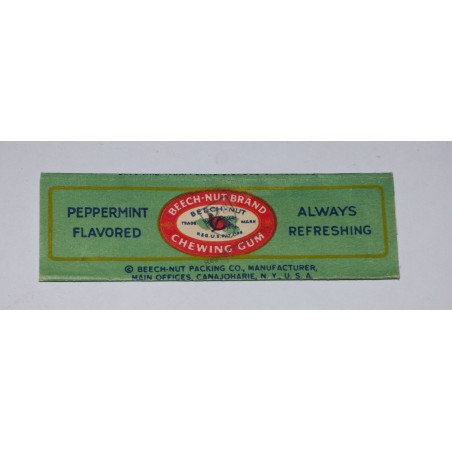 BEECH-NUT BRAND
BEECH-NUT
TRADE MARK
REG. U.S. PAT. OFF.
CHEWING GUM
PEPPERMINT
FLAVORED
ALWAYS
REFRESHING
© BEECH-NUT PACKING CO., MANUFACTURER,
MAIN OFFICES, CANAJOHARIE, N. Y., U. S. A.